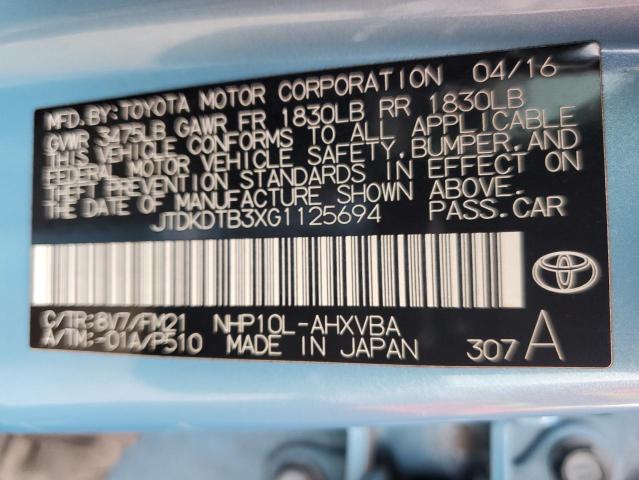 MFD. BY: TOYOTA MOTOR CORPORATION 04/16
GVWR 3475LB GAWR FR 1830LB RR 1830LB
THIS VEHICLE CONFORMS TO ALL APPLICABLE
FEDERAL MOTOR VEHICLE SAFETY, BUMPER, AND
THEFT PREVENTION STANDARDS IN EFFECT ON
THE DATE OF MANUFACTURE SHOWN ABOVE.
JTDKDTB3XG1125694 PASS. CAR
C/TR: 8V7/FM21 NHP10L-AHXVBA
A/TM: -01A/P510 MADE IN JAPAN 307 A